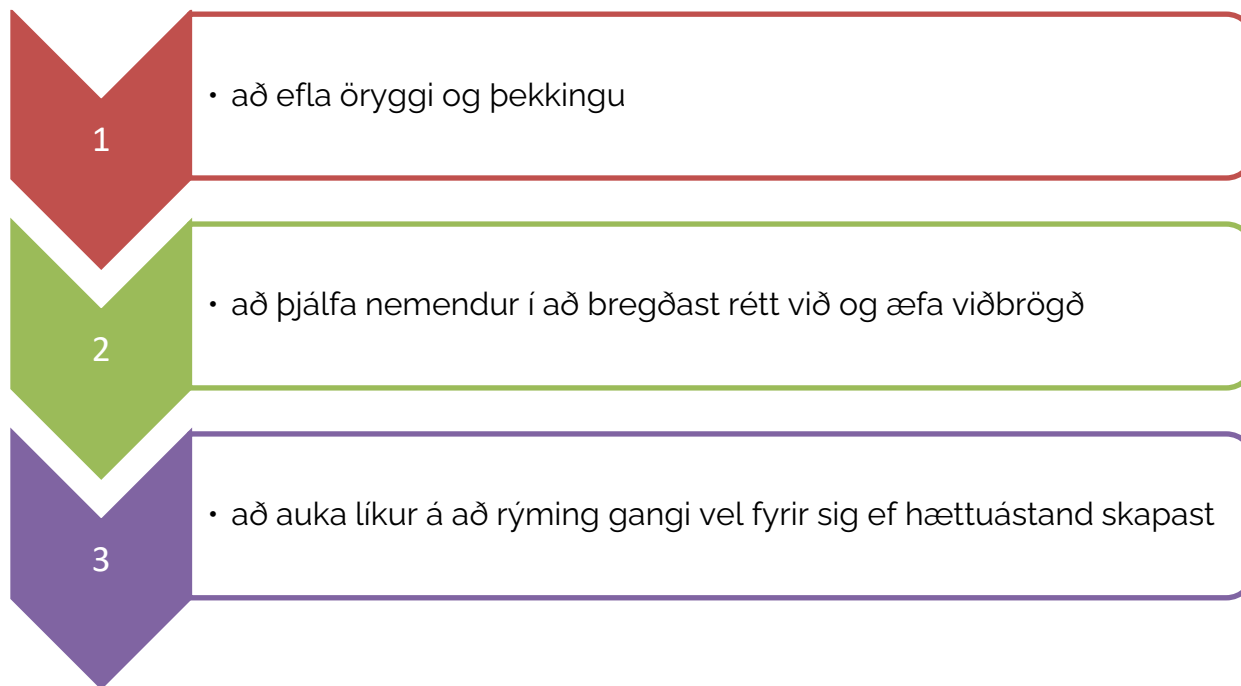 1
• að efla öryggi og þekkingu
2
• að þjálfa nemendur í að bregðast rétt við og æfa viðbrögð
3
• að auka líkur á að rýming gangi vel fyrir sig ef hættuástand skapast